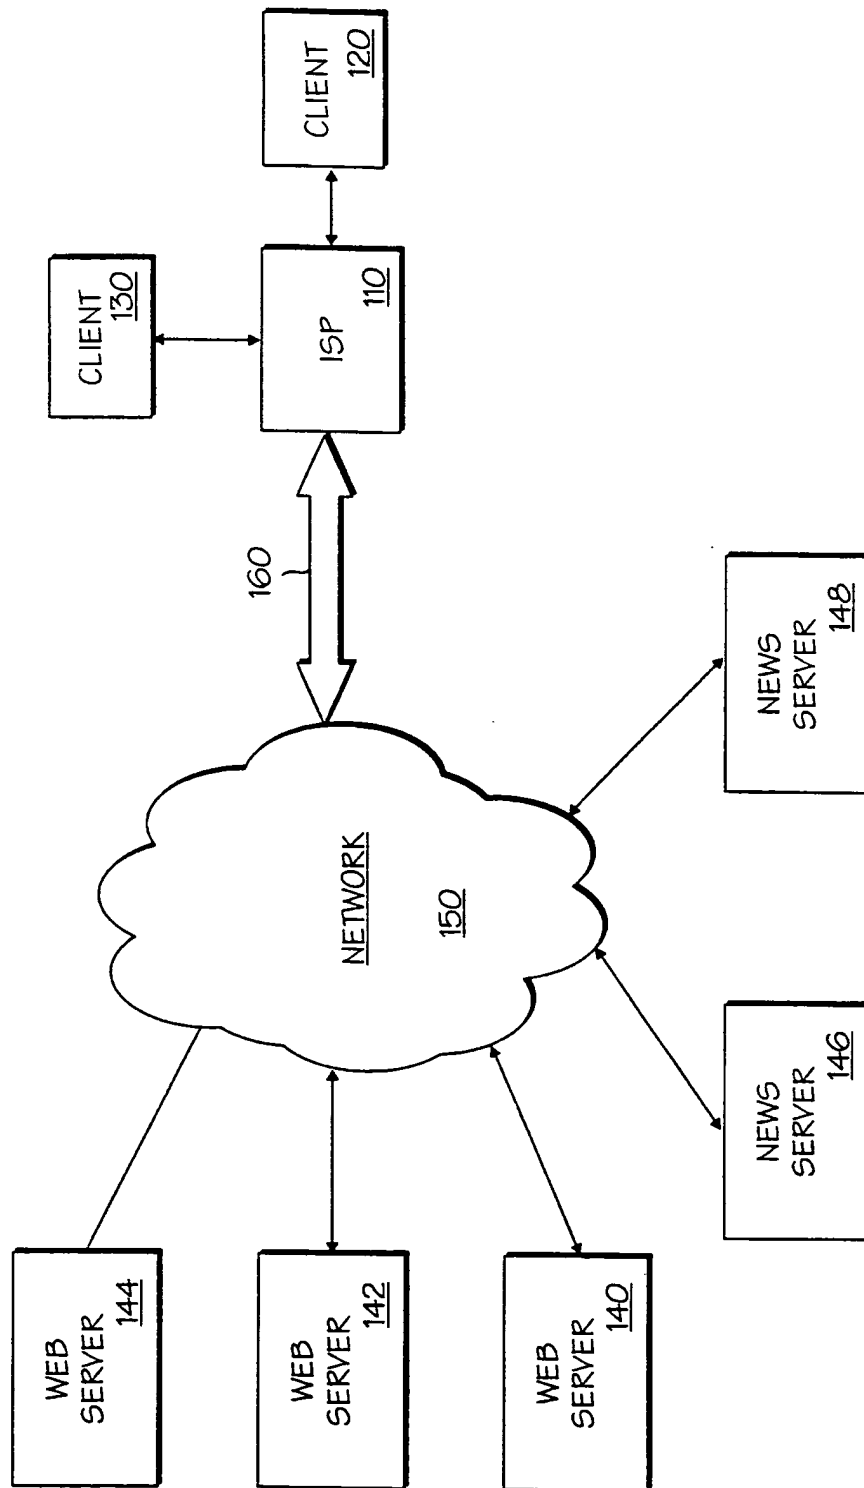 WEB
SERVER
144
WEB
SERVER
142
WEB
SERVER
140
NEWS
SERVER
146
NEWS
SERVER
148
NETWORK
150
160
CLIENT
130
ISP
110
CLIENT
120